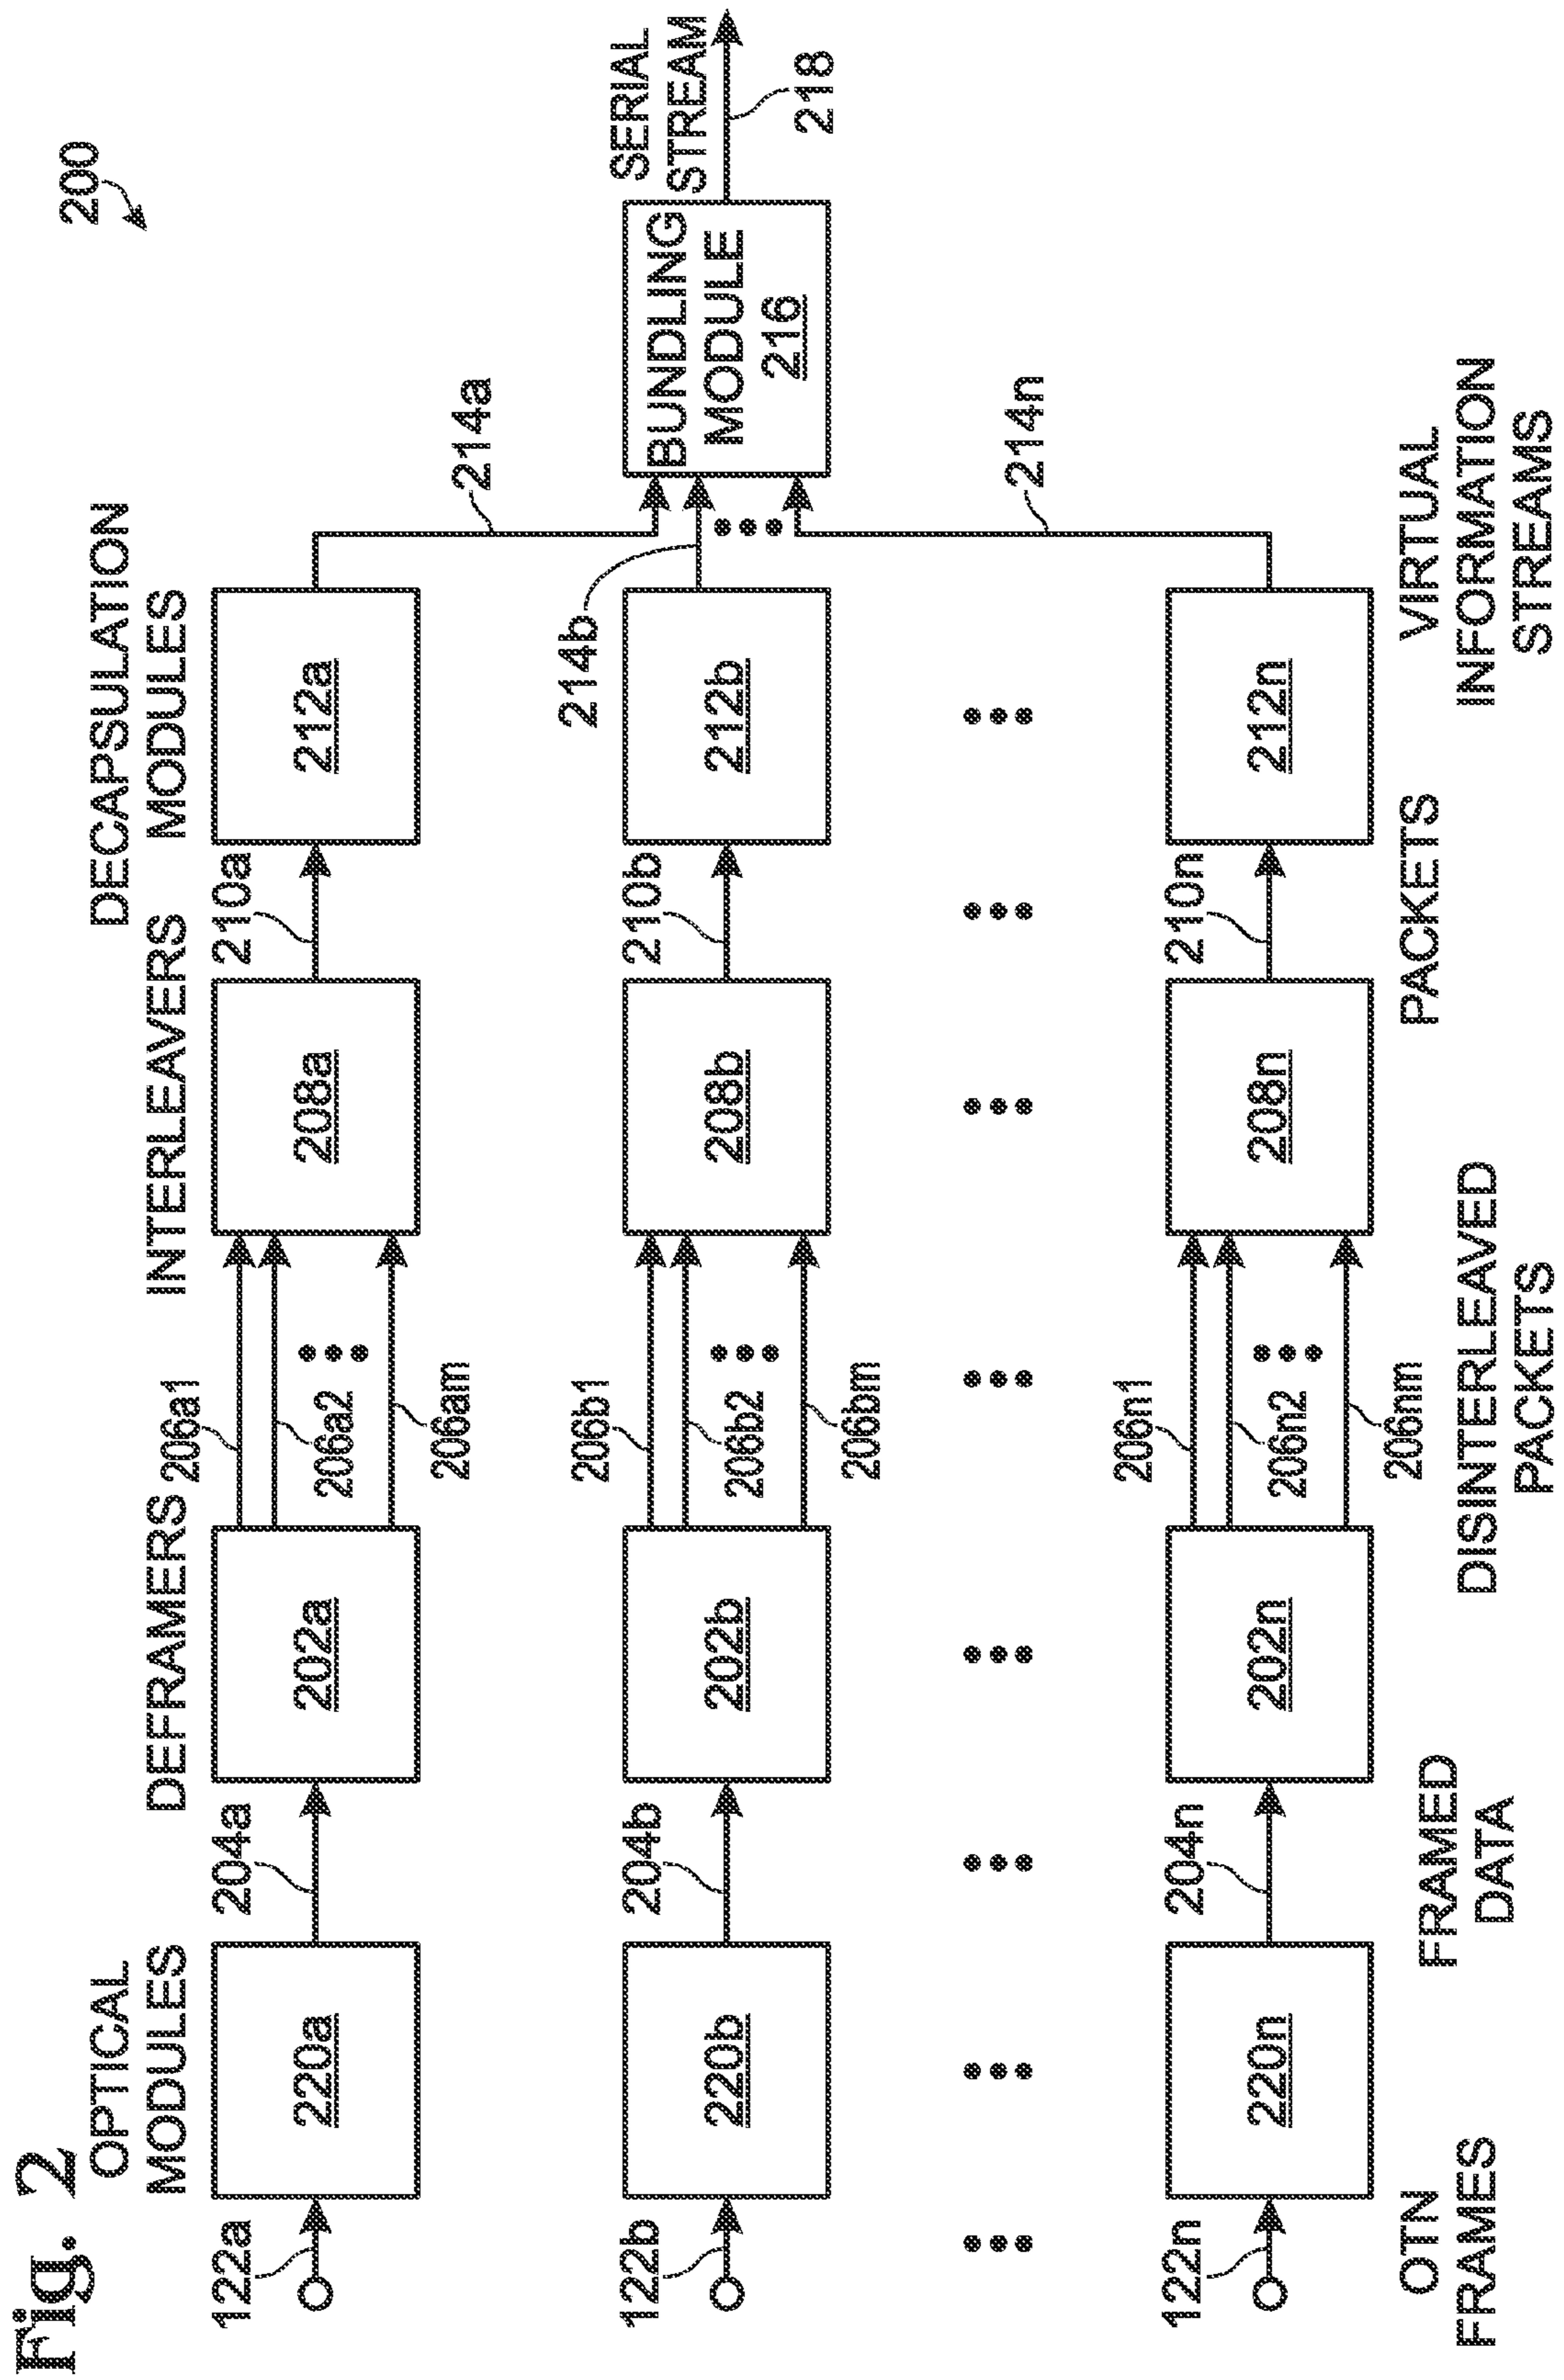 Fig. 2
200
OPTICAL
MODULES
DEFRAMERS
INTERLEAVERS
DECAPSULATION
MODULES
122a
220a
204a
202a
206a1
206a2
206am
208a
210a
212a
214a
122b
220b
204b
202b
206b1
206b2
206bm
208b
210b
212b
214b
BUNDLING
MODULE
216
SERIAL
STREAM
218
122n
220n
204n
202n
206n1
206n2
206nm
208n
210n
212n
214n
OTN
FRAMES
FRAMED
DATA
DISINTERLEAVED
PACKETS
PACKETS
VIRTUAL
INFORMATION
STREAMS